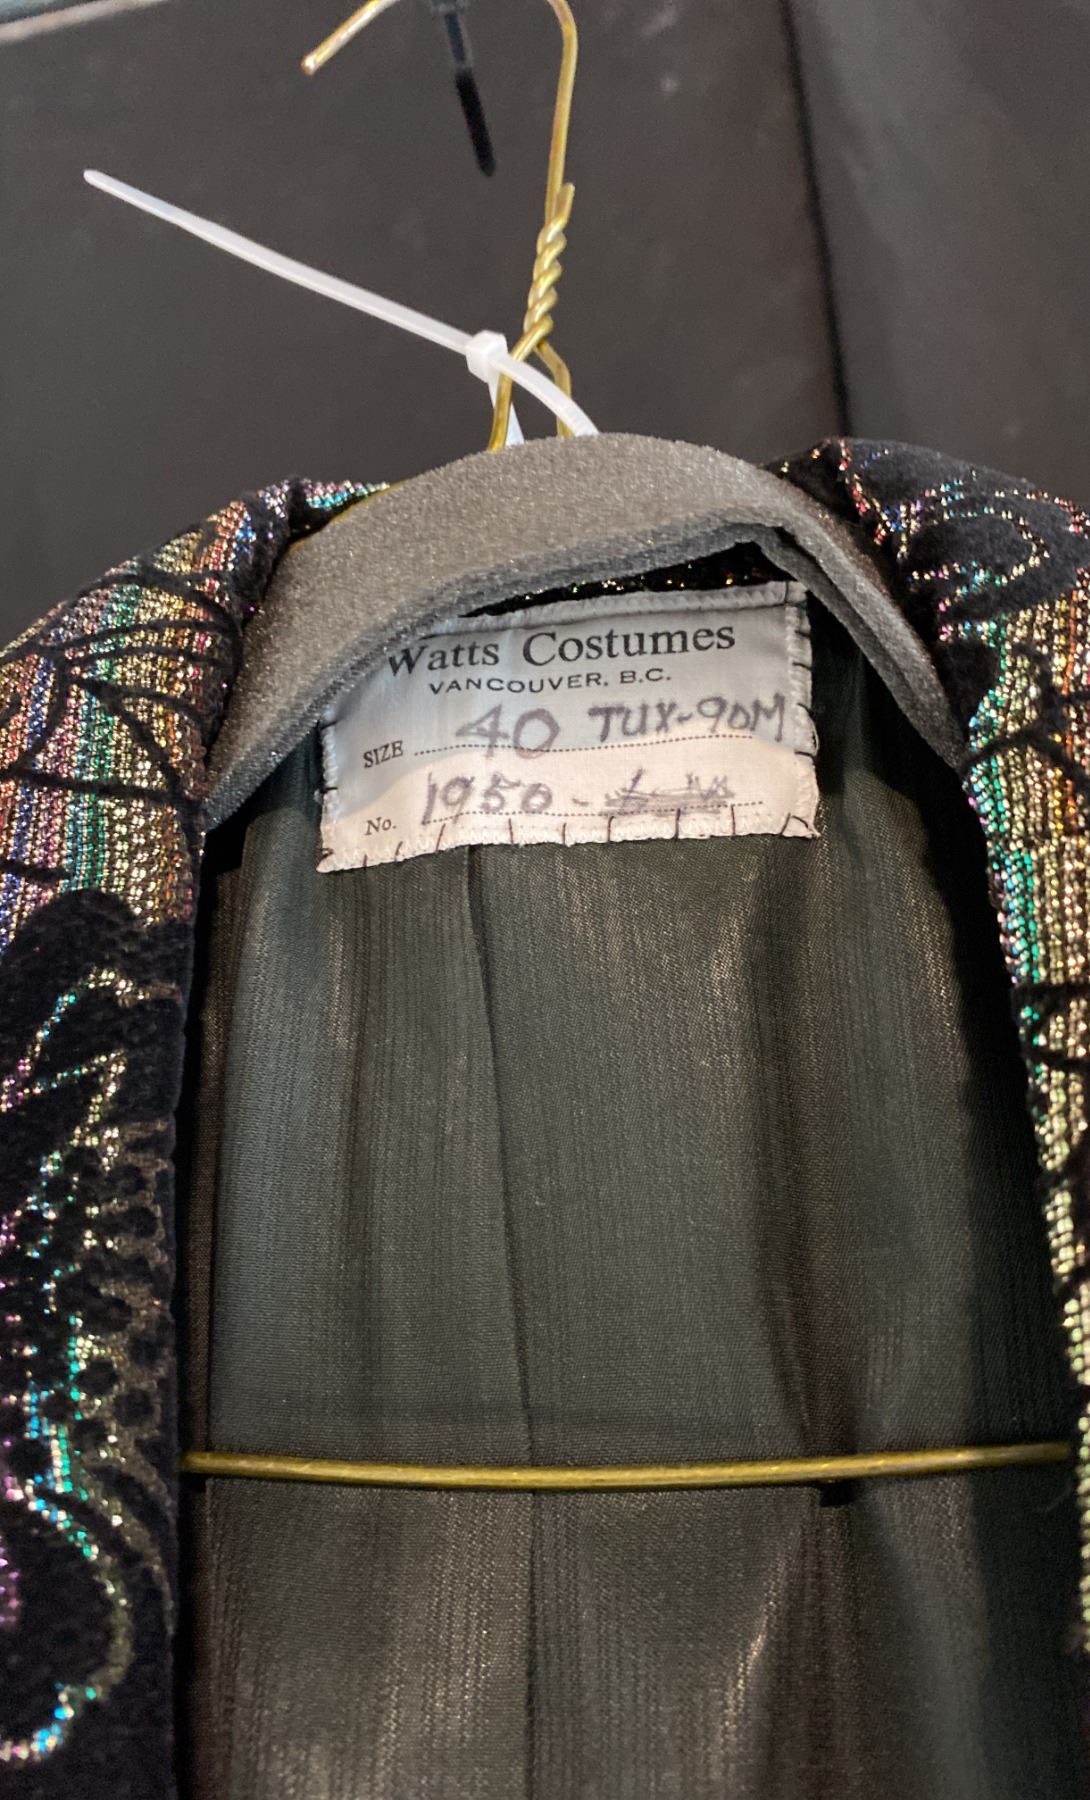 Watts Costumes
VANCOUVER, B.C.
SIZE 40 TUX-90M
No. 1950 -